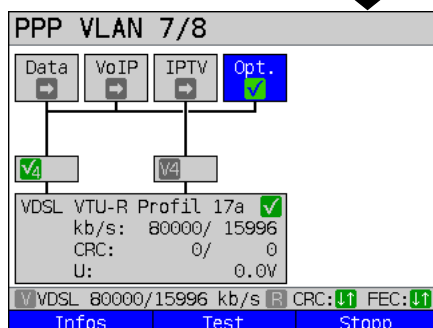 PPP VLAN 7/8
Data VoIP IPTV Opt.
V4 V4
VDSL VTU-R Profil 17a
kb/s: 80000/ 15996
CRC: 0/ 0
U: 0.0V
V VDSL 80000/15996 kb/s R CRC: FEC:
Infos Test Stopp